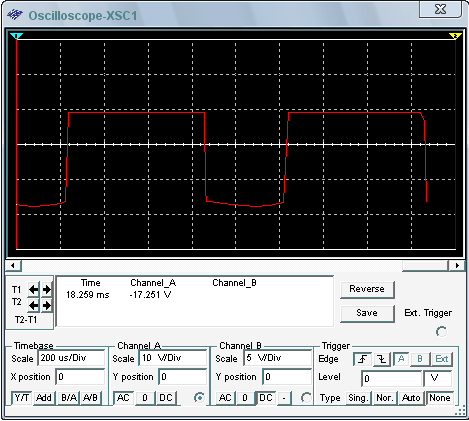 Oscilloscope-XSC1
1 2
Time Channel_A Channel_B
18.259 ms -17.251 V
T1
T2
T2-T1
Reverse
Save
Ext. Trigger
Timebase
Scale 200 us/Div
X position 0
Y/T Add B/A A/B
Channel A
Scale 10 V/Div
Y position 0
AC 0 DC
Channel B
Scale 5 V/Div
Y position 0
AC 0 DC -
Trigger
Edge A B Ext
Level 0 V
Type Sing. Nor. Auto None